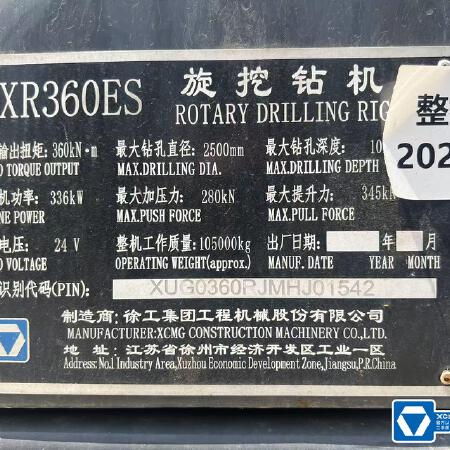 XR360ES 旋挖钻机
ROTARY DRILLING RIG
整
202
输出扭矩: 360kN·m 最大钻孔直径: 2500mm 最大钻孔深度: 10
TORQUE OUTPUT MAX.DRILLING DIA. MAX.DRILLING DEPTH
机功率: 336kW 最大加压力: 280kN 最大提升力: 345kN
NE POWER MAX.PUSH FORCE MAX.PULL FORCE
电压: 24 V 整机工作质量: 105000kg 出厂日期: 年 月
VOLTAGE OPERATING WEIGHT(approx.) MANUF. DATE YEAR MONTH
识别代码(PIN): XUG0360PJMHJ01542
制造商: 徐工集团工程机械股份有限公司
MANUFACTURER:XCMG CONSTRUCTION MACHINERY CO.,LTD.
地 址: 江苏省徐州市经济开发区工业一区
Address:No.1 Industry Area,Xuzhou Economic Development Zone,Jiangsu,P.R.China